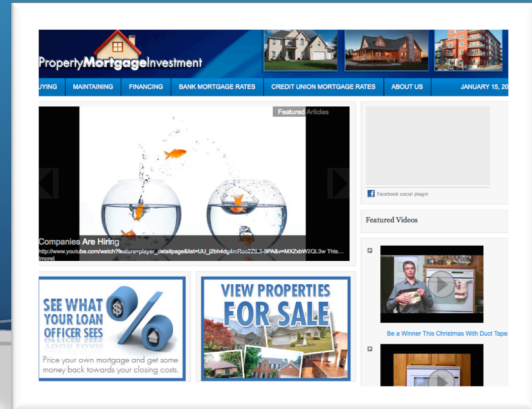 PropertyMortgageInvestment
UYING MAINTAINING FINANCING BANK MORTGAGE RATES CREDIT UNION MORTGAGE RATES ABOUT US JANUARY 15, 20
Featured Articles
Companies Are Hiring
This...
[more]
Facebook social plugin
Featured Videos
Be a Winner This Christmas With Duct Tape
SEE WHAT
YOUR LOAN
OFFICER SEES
Price your own mortgage and get some
money back towards your closing costs.
VIEW PROPERTIES
FOR SALE